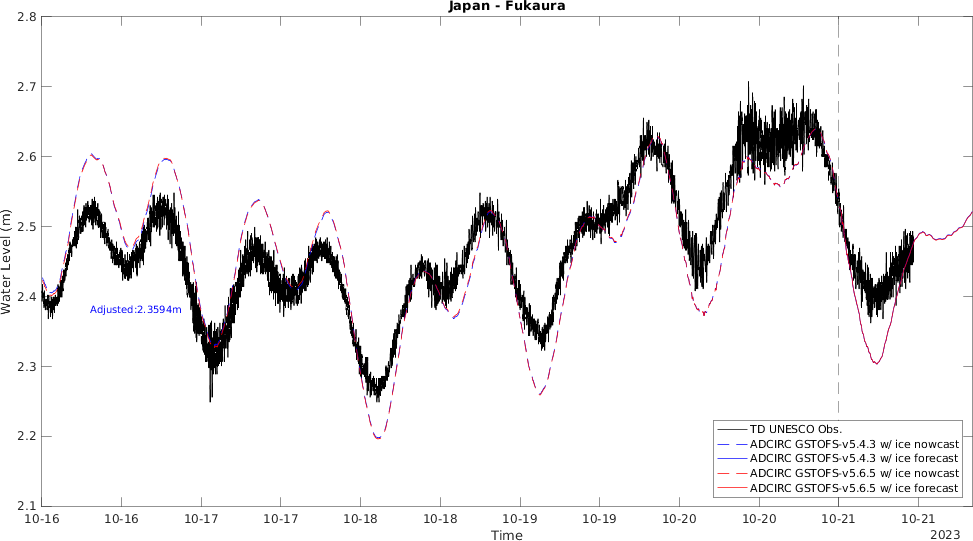 Japan - Fukaura
2.8
2.7
2.6
2.5
2.4
2.3
2.2
2.1
Water Level (m)
Adjusted:2.3594m
TD UNESCO Obs.
ADCIRC GSTOFS-v5.4.3 w/ ice nowcast
ADCIRC GSTOFS-v5.4.3 w/ ice forecast
ADCIRC GSTOFS-v5.6.5 w/ ice nowcast
ADCIRC GSTOFS-v5.6.5 w/ ice forecast
10-16 10-16 10-17 10-17 10-18 10-18 10-19 10-19 10-20 10-20 10-21 10-21
Time
2023